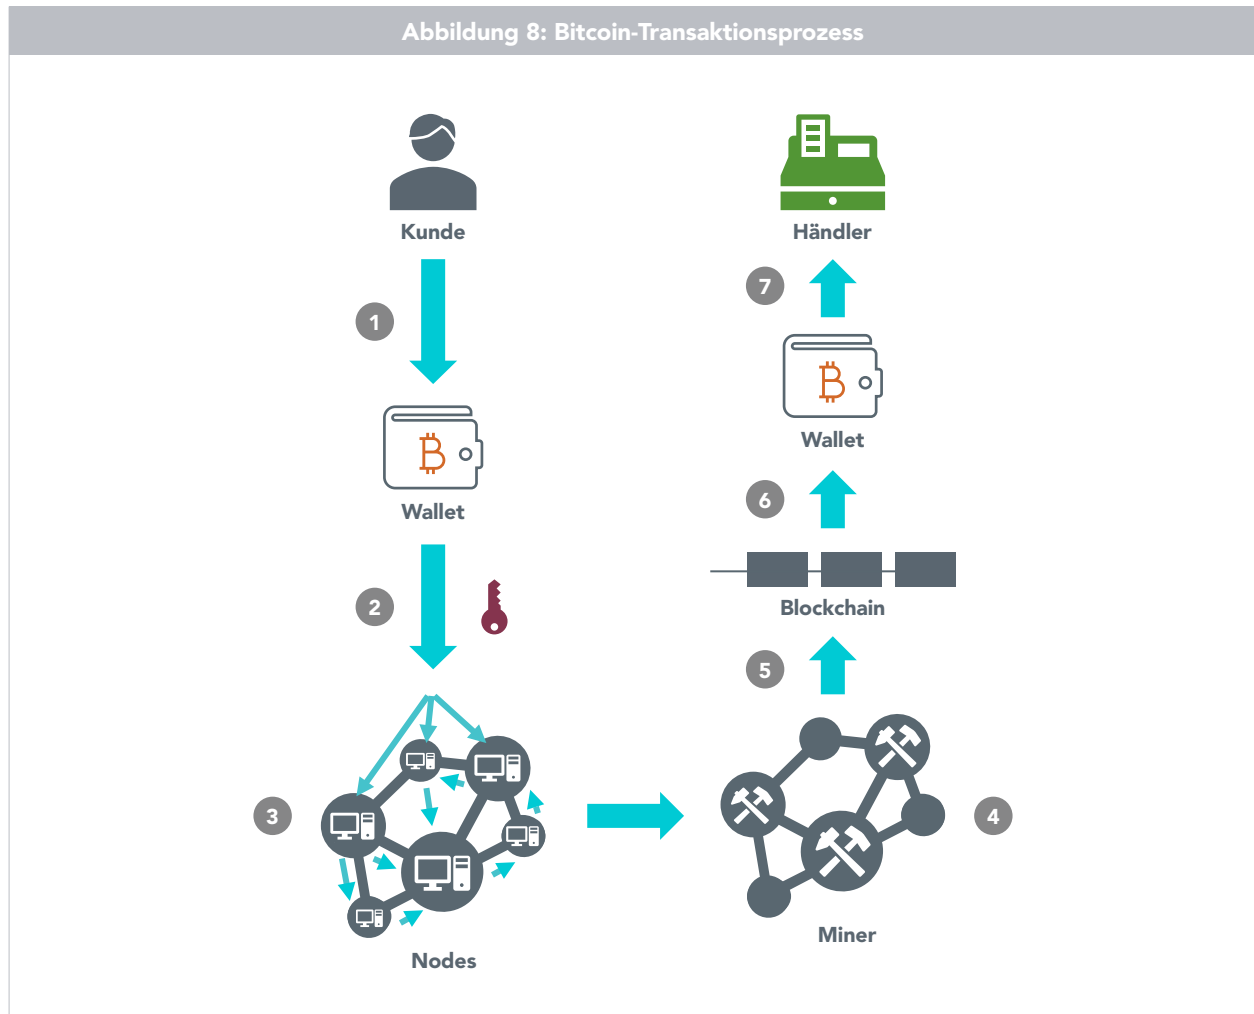 Abbildung 8: Bitcoin-Transaktionsprozess
Kunde
1
Wallet
2
3
Nodes
4
Miner
5
Blockchain
6
Wallet
7
Händler